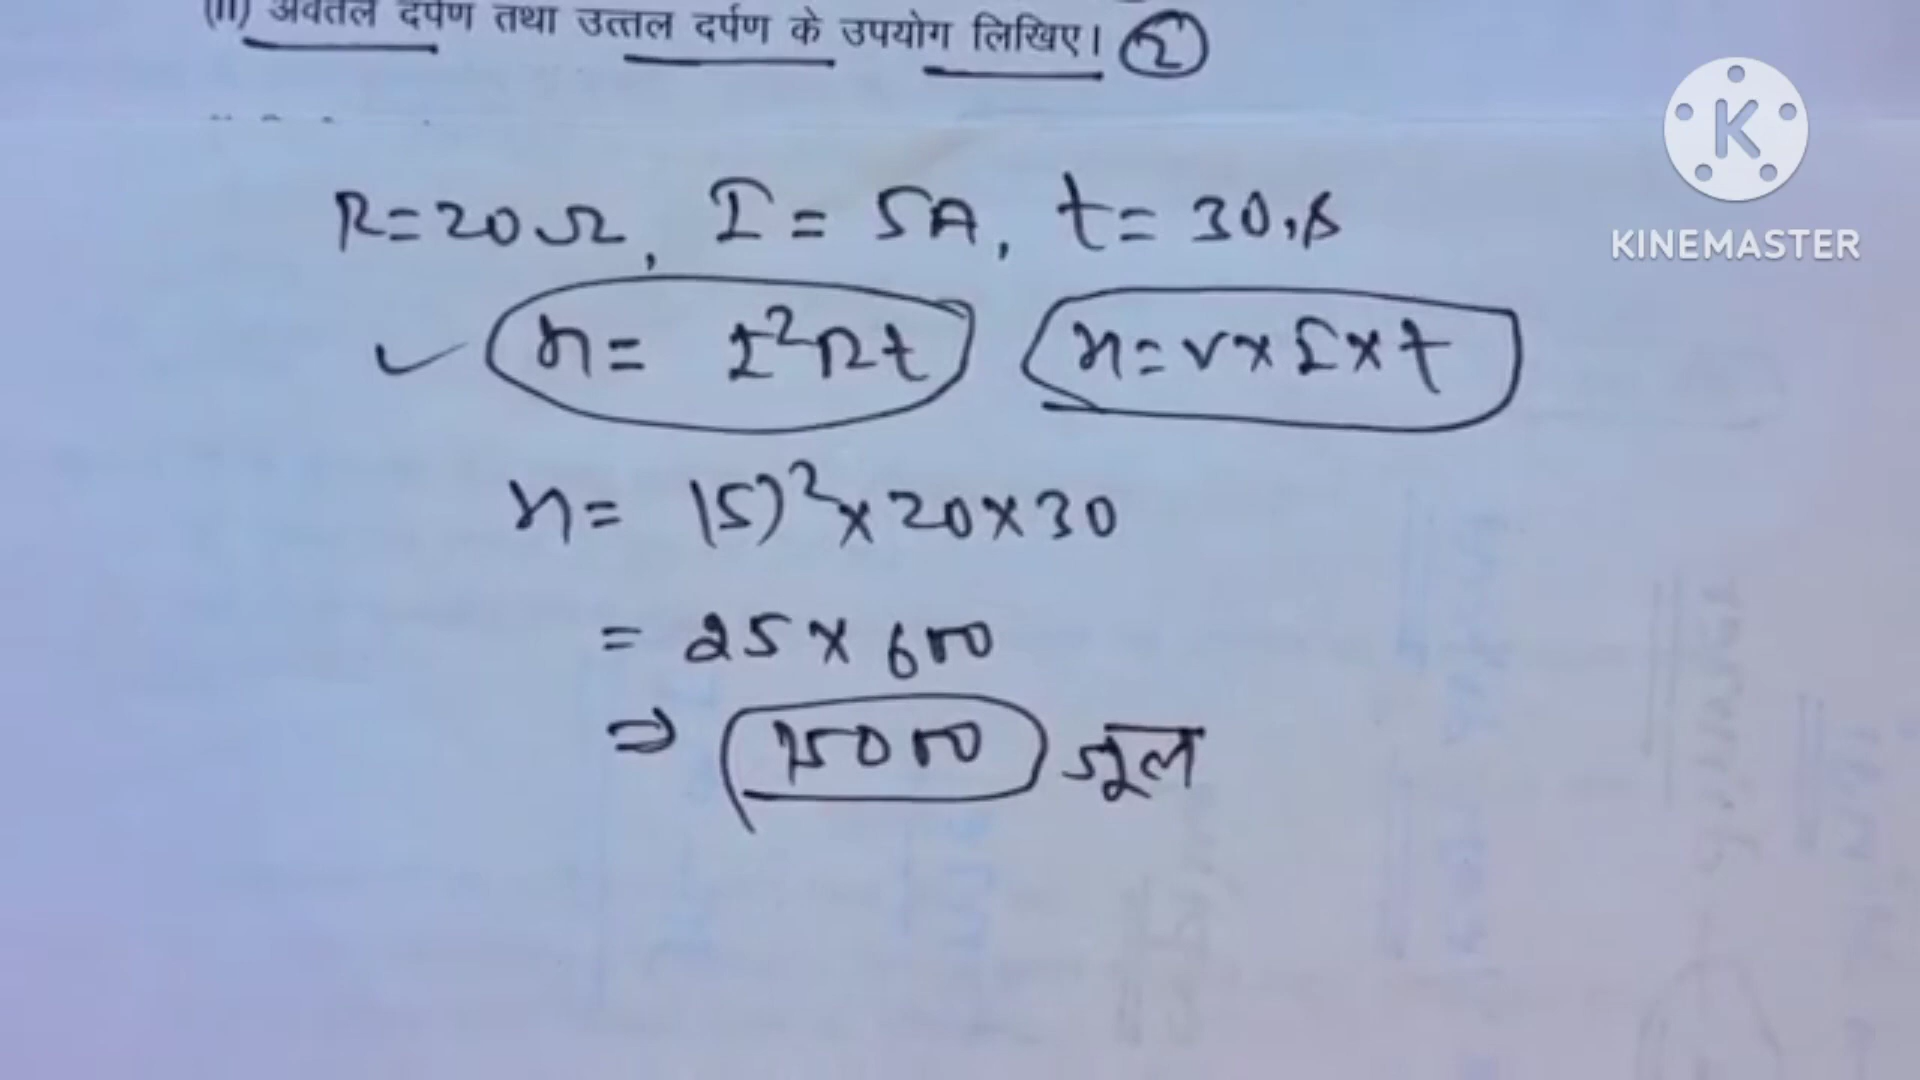 (ii) अवतल दर्पण तथा उत्तल दर्पण के उपयोग लिखिए। 2
K
KINEMASTER
R=20Ω, I=5A, t=30s
H= I²Rt H=V×I×t
H= (5)²×20×30
= 25×600
⇒ 15000 जूल